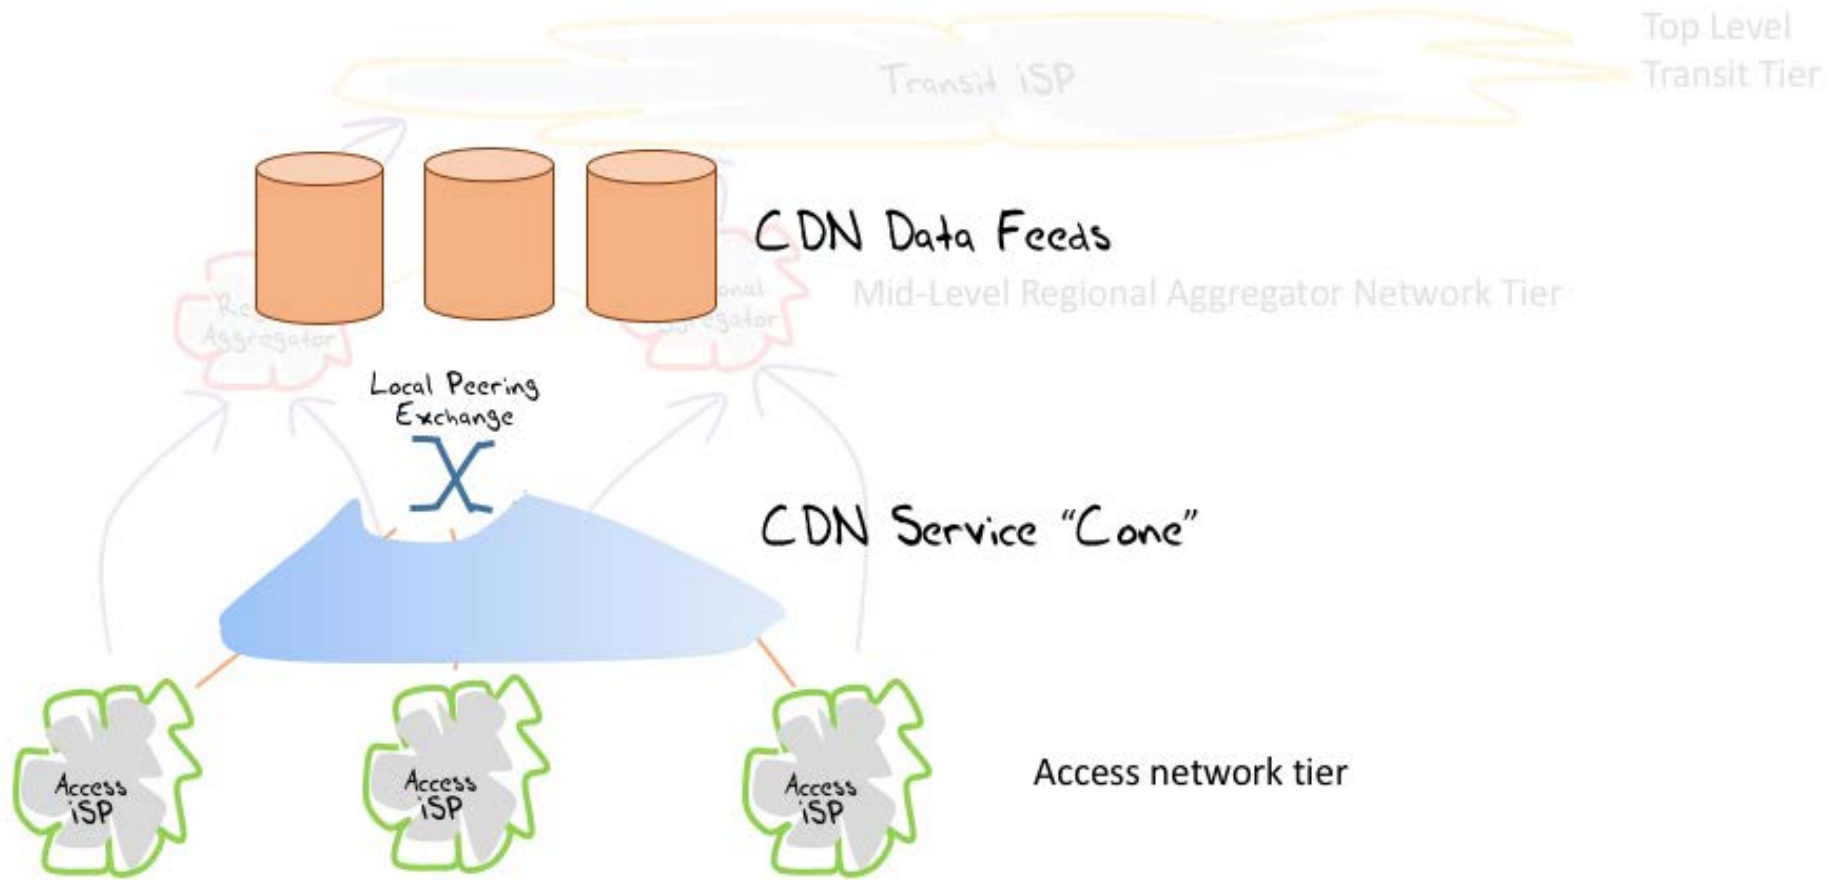 Top Level
Transit Tier
Transit iSP
CDN Data Feeds
Mid-Level Regional Aggregator Network Tier
Aggregator
Local Peering
Exchange
CDN Service “Cone”
Access
iSP
Access
iSP
Access
iSP
Access network tier